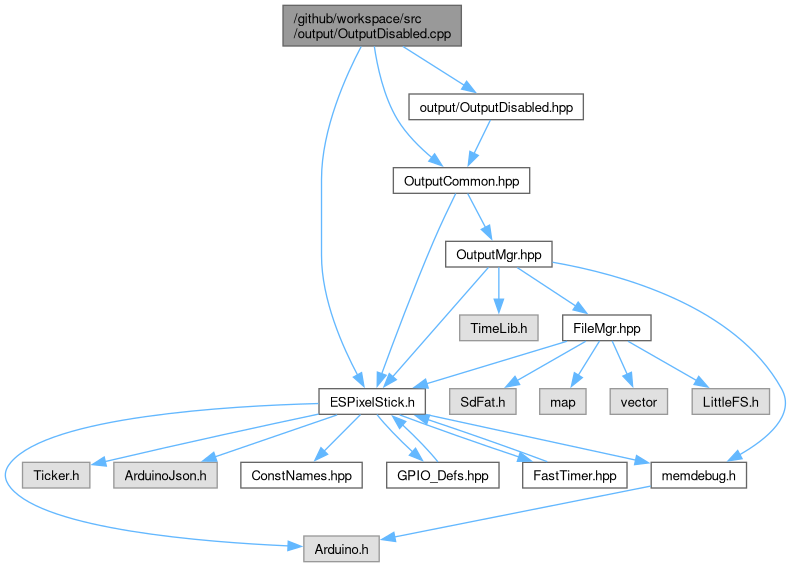 /github/workspace/src
/output/OutputDisabled.cpp
output/OutputDisabled.hpp
OutputCommon.hpp
OutputMgr.hpp
TimeLib.h
FileMgr.hpp
ESPixelStick.h
SdFat.h
map
vector
LittleFS.h
Ticker.h
ArduinoJson.h
ConstNames.hpp
GPIO_Defs.hpp
FastTimer.hpp
memdebug.h
Arduino.h